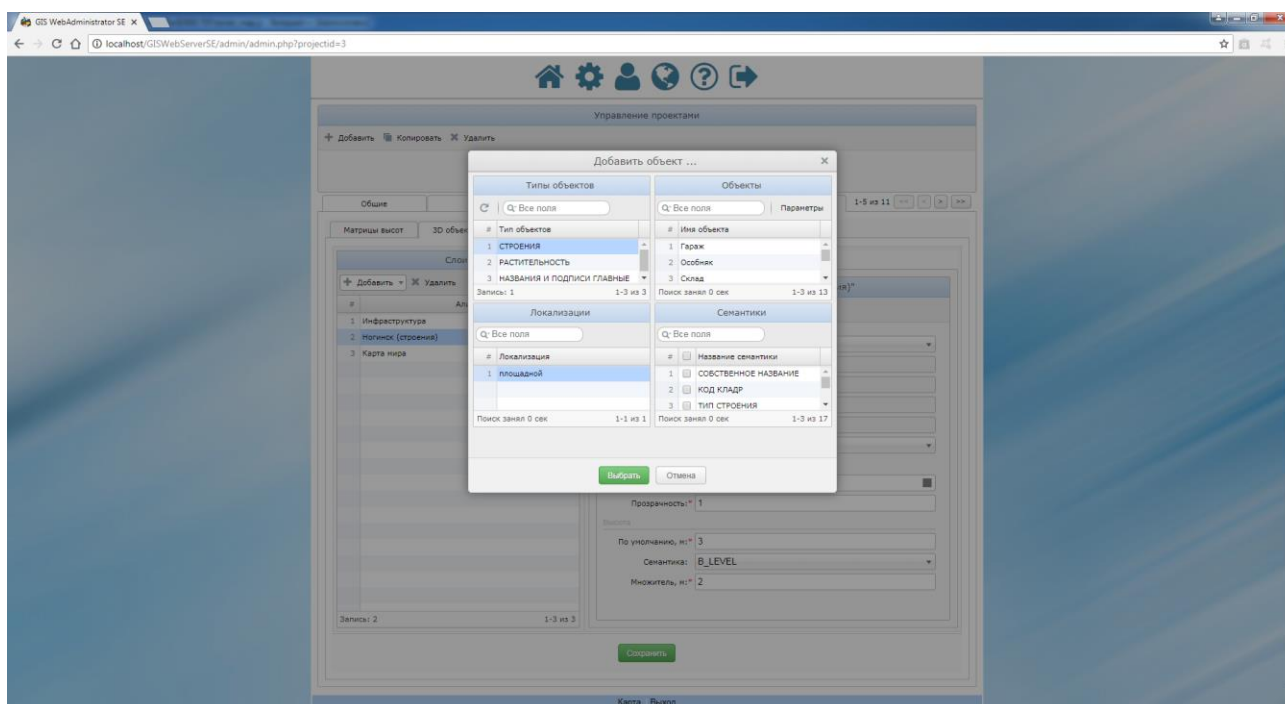 GIS WebAdministrator SE
localhost/GISWebServerSE/admin/admin.php?projectid=3
Управление проектами
Добавить Копировать Удалить
Добавить объект ...
Общие
1-5 из 11
Матрицы высот
Типы объектов
Все поля
# Тип объектов
1 СТРОЕНИЯ
2 РАСТИТЕЛЬНОСТЬ
3 НАЗВАНИЯ И ПОДПИСИ ГЛАВНЫЕ
Запись: 1 1-3 из 3
Объекты
Все поля Параметры
# Имя объекта
1 Гараж
2 Особняк
3 Склад
Поиск занял 0 сек 1-3 из 13
Локализации
Все поля
# Локализация
1 площадной
Поиск занял 0 сек 1-1 из 1
Семантики
Все поля
# Название семантики
1 СОБСТВЕННОЕ НАЗВАНИЕ
2 КОД КЛАДР
3 ТИП СТРОЕНИЯ
Поиск занял 0 сек 1-3 из 17
Выбрать Отмена
Добавить Удалить
#
1 Инфраструктура
2 Ногинск (строения)
3 Карта мира
Запись: 2 1-3 из 3
Прозрачность:* 1
Высота
По умолчанию, м:* 3
Семантика: B_LEVEL
Множитель, м:* 2
Сохранить
Карта Выход